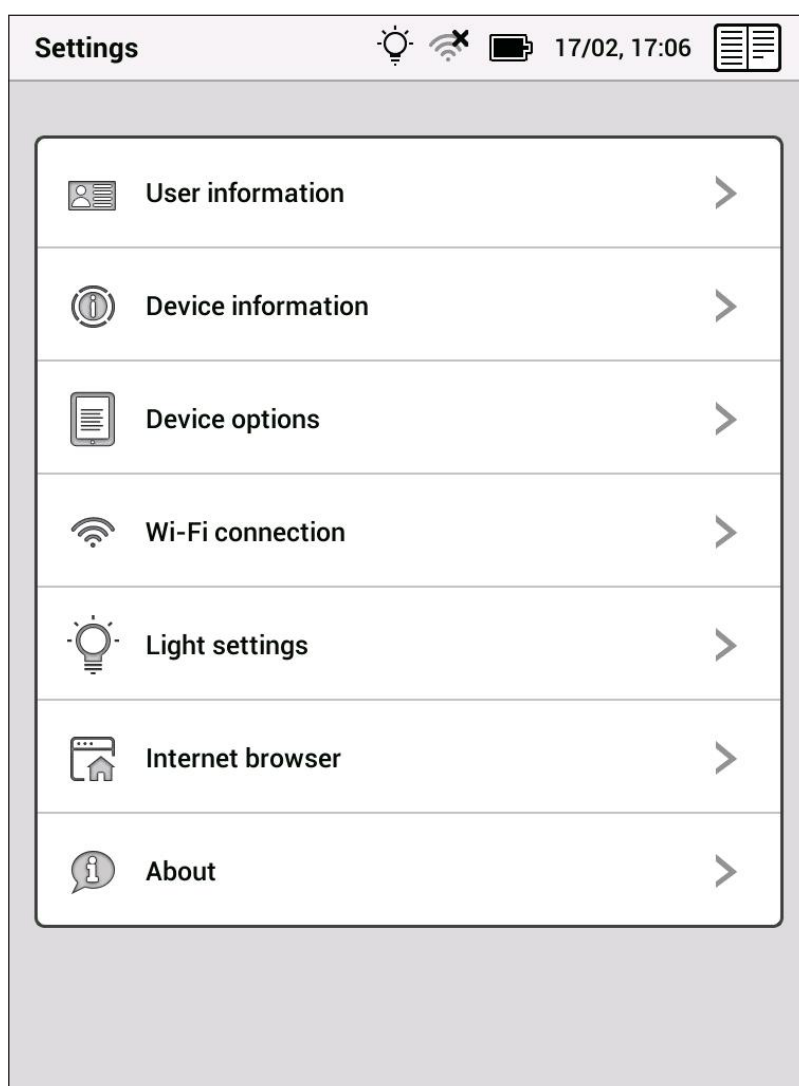 Settings 17/02, 17:06
User information
Device information
Device options
Wi-Fi connection
Light settings
Internet browser
About